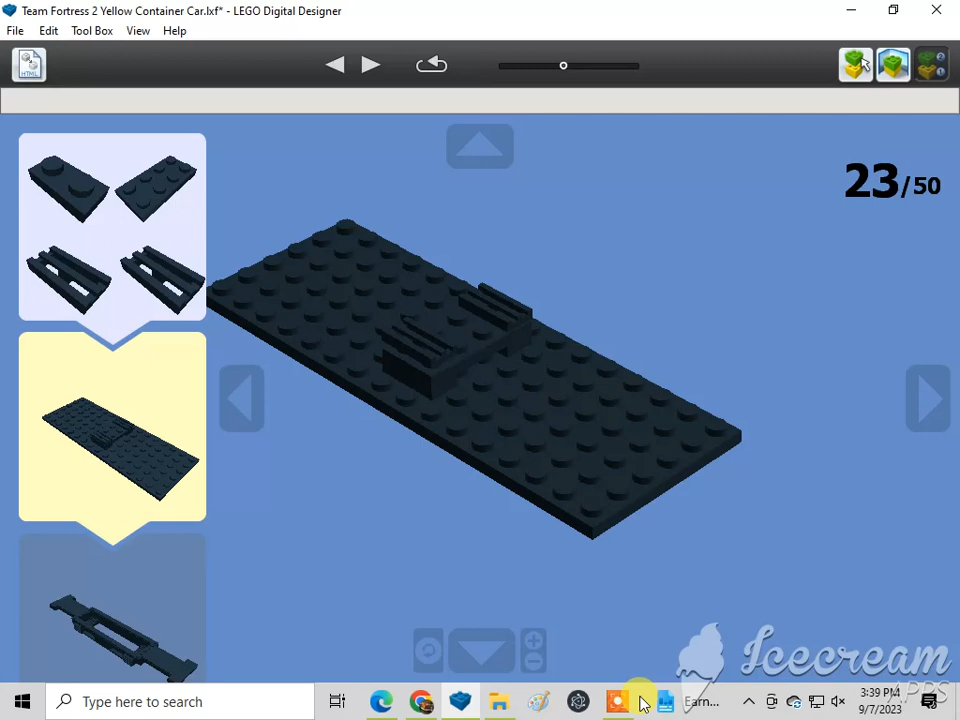 Team Fortress 2 Yellow Container Car.lxf* - LEGO Digital Designer
File Edit Tool Box View Help
HTML
23/50
Icecream
APPS
Type here to search
Earn...
3:39 PM
9/7/2023